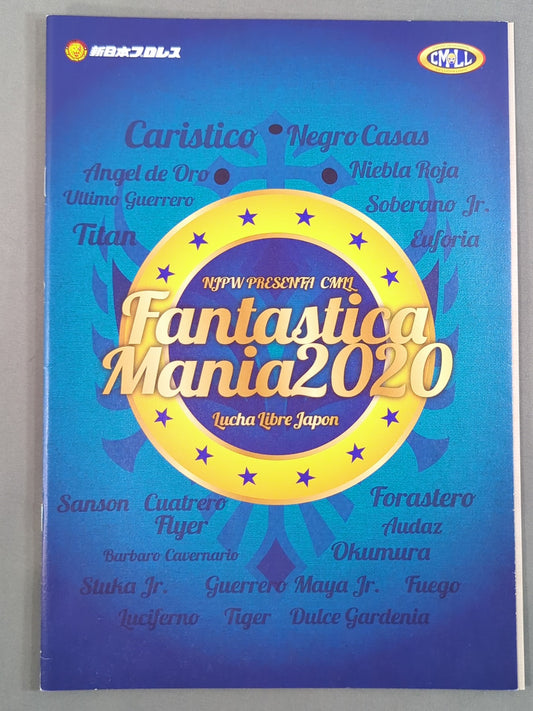 新日本プロレス
CMLL
Caristico Negro Casas
Angel de Oro Niebla Roja
Ultimo Guerrero Soberano Jr.
Titan Euforia
NJPW PRESENTA CMLL
Fantastica
Mania2020
Lucha Libre Japon
Sanson Cuatrero Forastero
Flyer Audaz
Barbaro Cavernario Okumura
Stuka Jr. Guerrero Maya Jr. Fuego
Luciferno Tiger Dulce Gardenia